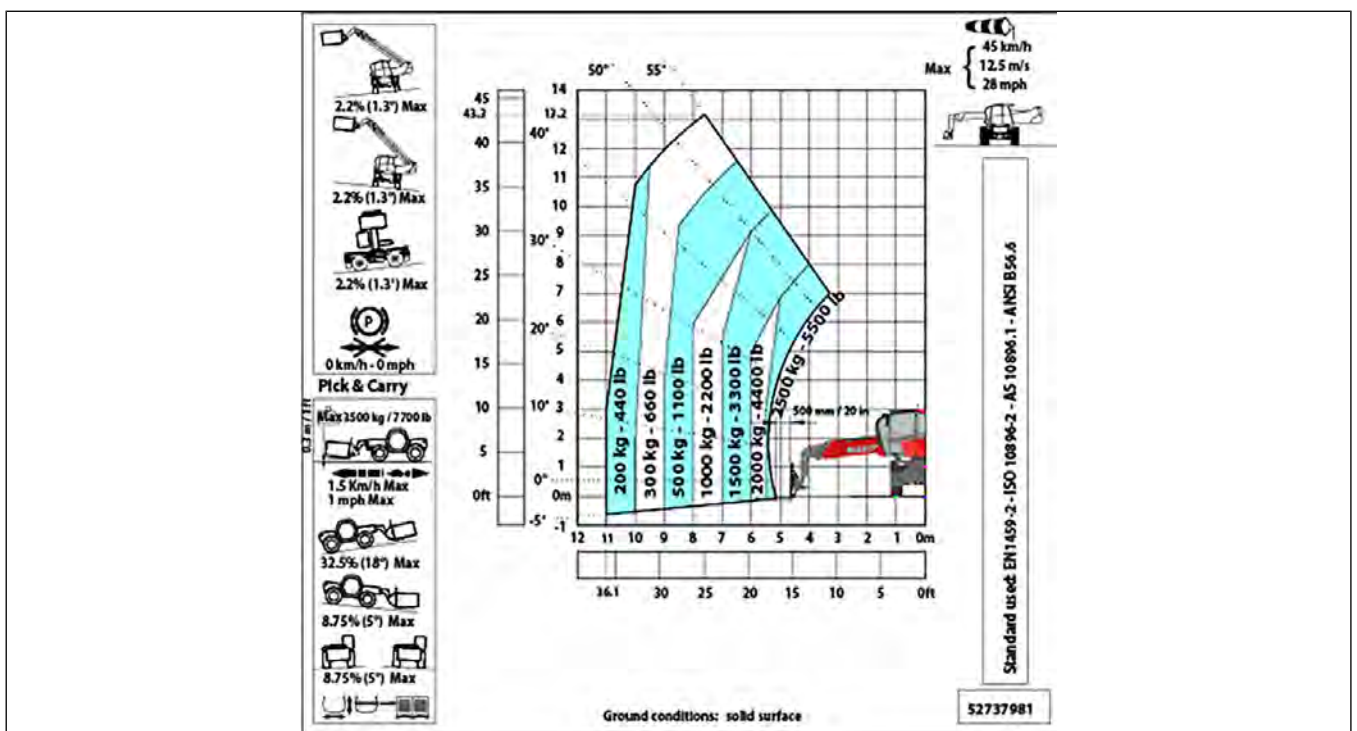 2.2% (1.3°) Max
2.2% (1.3°) Max
2.2% (1.3°) Max
P
0 km/h - 0 mph
Pick & Carry
0.3 m / 1 ft
Max 3500 kg / 7700 lb
1.5 Km/h Max
1 mph Max
32.5% (18°) Max
8.75% (5°) Max
8.75% (5°) Max
45
43.2
40
35
30
25
20
15
10
5
0ft
50°
55°
40°
30°
20°
10°
0°
-5°
14
13.2
12
11
10
9
8
7
6
5
4
3
2
1
0m
-1
200 kg - 440 lb
300 kg - 660 lb
500 kg - 1100 lb
1000 kg - 2200 lb
1500 kg - 3300 lb
2000 kg - 4400 lb
2500 kg - 5500 lb
500 mm / 20 in
12 11 10 9 8 7 6 5 4 3 2 1 0m
36.1 30 25 20 15 10 5 0ft
Ground conditions: solid surface
Max
45 km/h
12.5 m/s
28 mph
Standard used: EN1459-2 - ISO 10896-2 - AS 10896.1 - ANSI B56.6
52737981